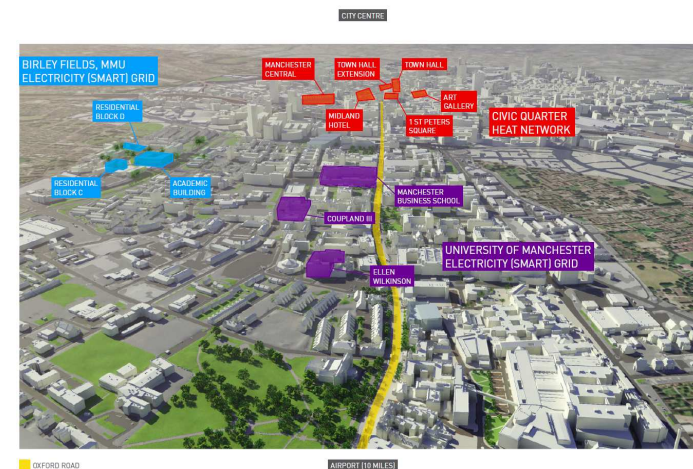 CITY CENTRE
BIRLEY FIELDS, MMU
ELECTRICITY (SMART) GRID
MANCHESTER
CENTRAL
TOWN HALL
EXTENSION
TOWN HALL
RESIDENTIAL
BLOCK D
MIDLAND
HOTEL
1 ST PETERS
SQUARE
ART
GALLERY
CIVIC QUARTER
HEAT NETWORK
RESIDENTIAL
BLOCK C
ACADEMIC
BUILDING
MANCHESTER
BUSINESS SCHOOL
COUPLAND III
UNIVERSITY OF MANCHESTER
ELECTRICITY (SMART) GRID
ELLEN
WILKINSON
OXFORD ROAD
AIRPORT (10 MILES)